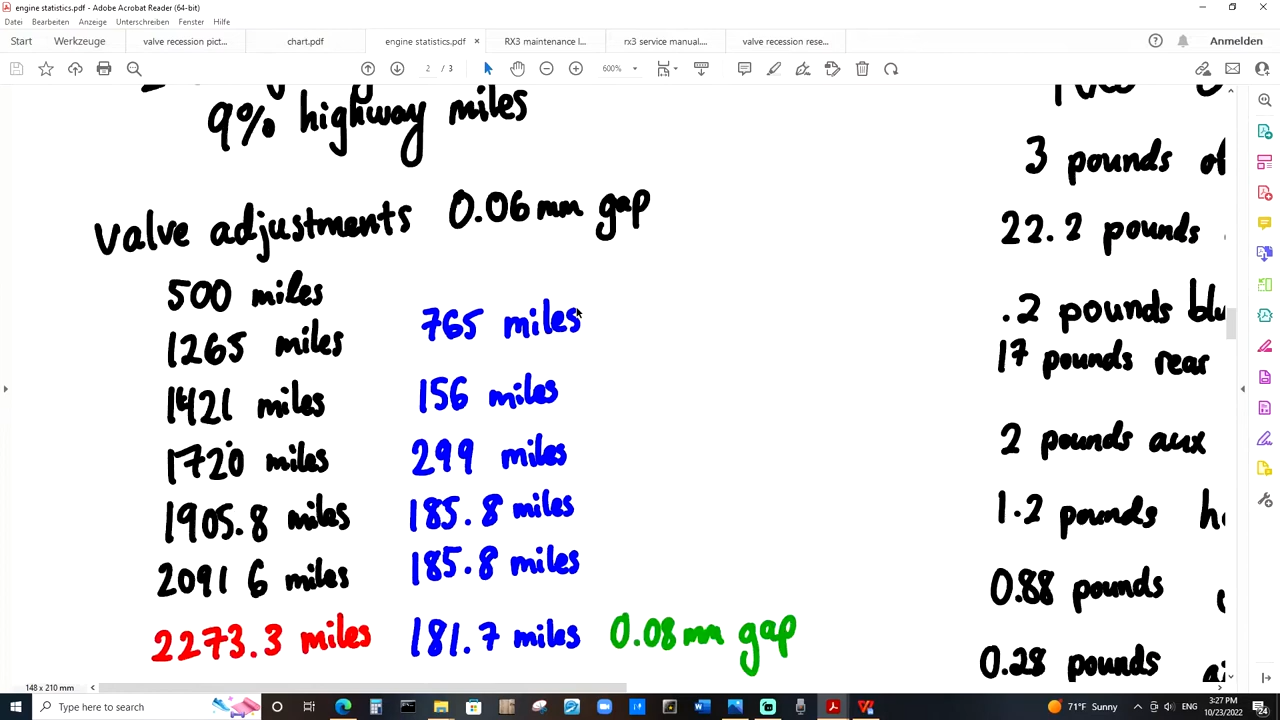 engine statistics.pdf - Adobe Acrobat Reader (64-bit)
Datei Bearbeiten Anzeige Unterschreiben Fenster Hilfe
Start Werkzeuge valve recession pict... chart.pdf engine statistics.pdf × RX3 maintenance l... rx3 service manual.... valve recession rese... Anmelden
2 / 3 600%
9% highway miles
3 pounds of
valve adjustments 0.06 mm gap
22.2 pounds
500 miles
765 miles
.2 pounds blu
1265 miles
17 pounds rear
1421 miles 156 miles
2 pounds aux
1720 miles 299 miles
1905.8 miles 185.8 miles
1.2 pounds h
2091 6 miles 185.8 miles
0.88 pounds
2273.3 miles 181.7 miles 0.08 mm gap
0.28 pounds
148 x 210 mm
Type here to search
71°F Sunny
3:27 PM
10/23/2022